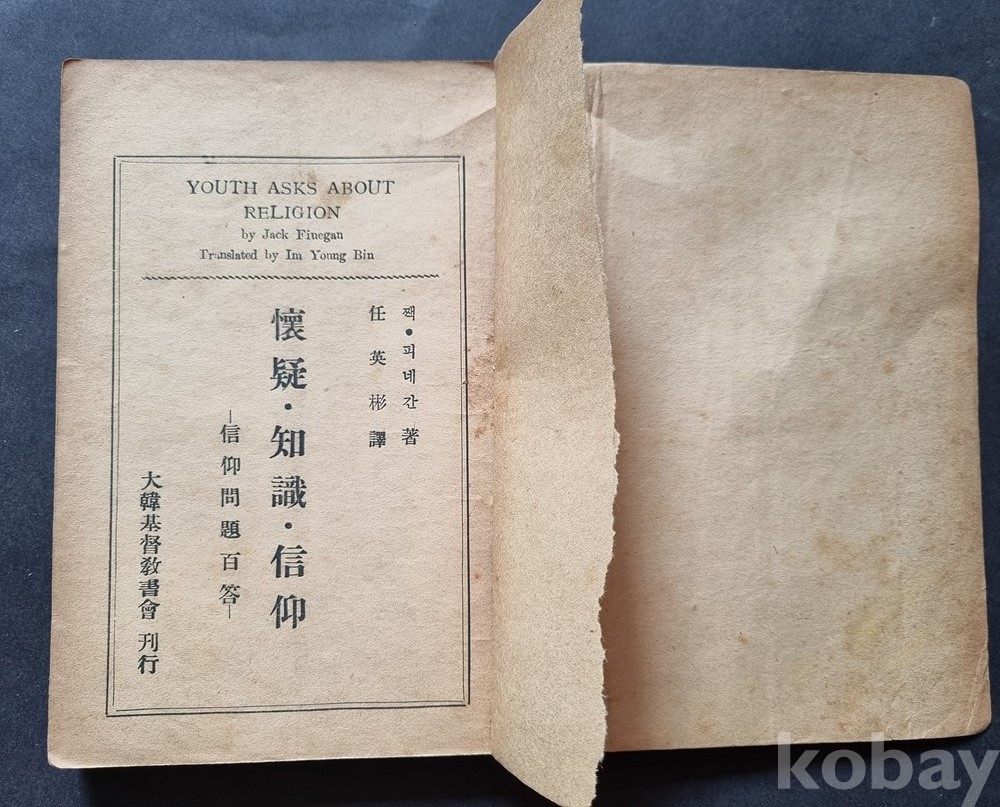 YOUTH ASKS ABOUT
RELIGION
by Jack Finegan
Translated by Im Young Bin
짹•피네간 著
任英彬 譯
懷疑・知識・信仰
—信仰問題百答—
大韓基督敎書會 刊行
kobay